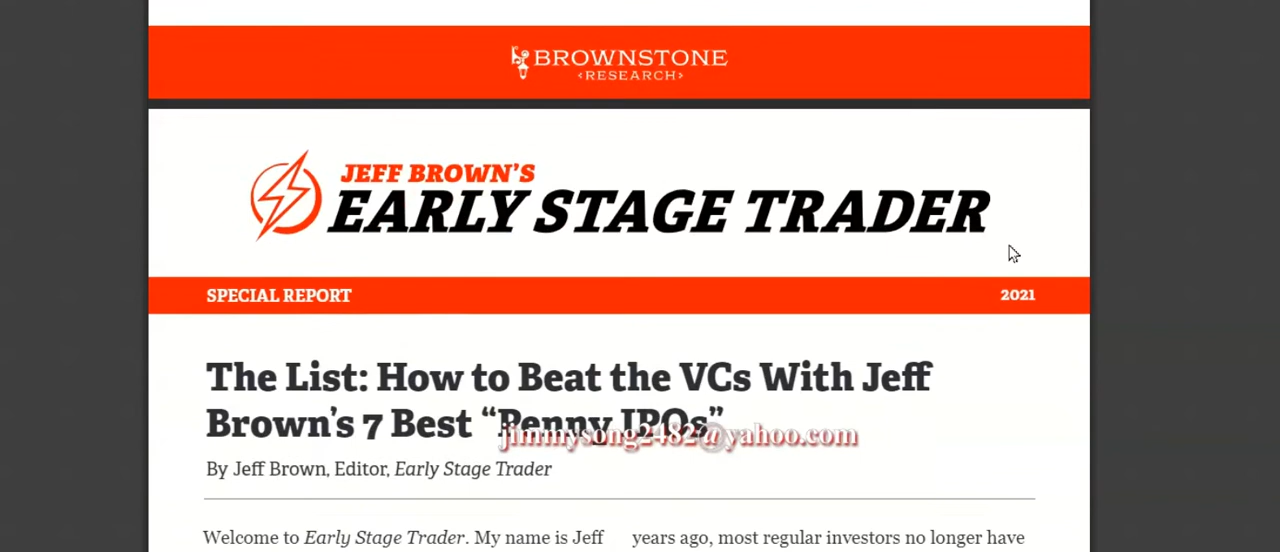 BROWNSTONE
<RESEARCH>
JEFF BROWN'S
EARLY STAGE TRADER
SPECIAL REPORT 2021
The List: How to Beat the VCs With Jeff
Brown's 7 Best “Penny IPOs”
jimmysong2482@yahoo.com
By Jeff Brown, Editor, Early Stage Trader
Welcome to Early Stage Trader. My name is Jeff
years ago, most regular investors no longer have